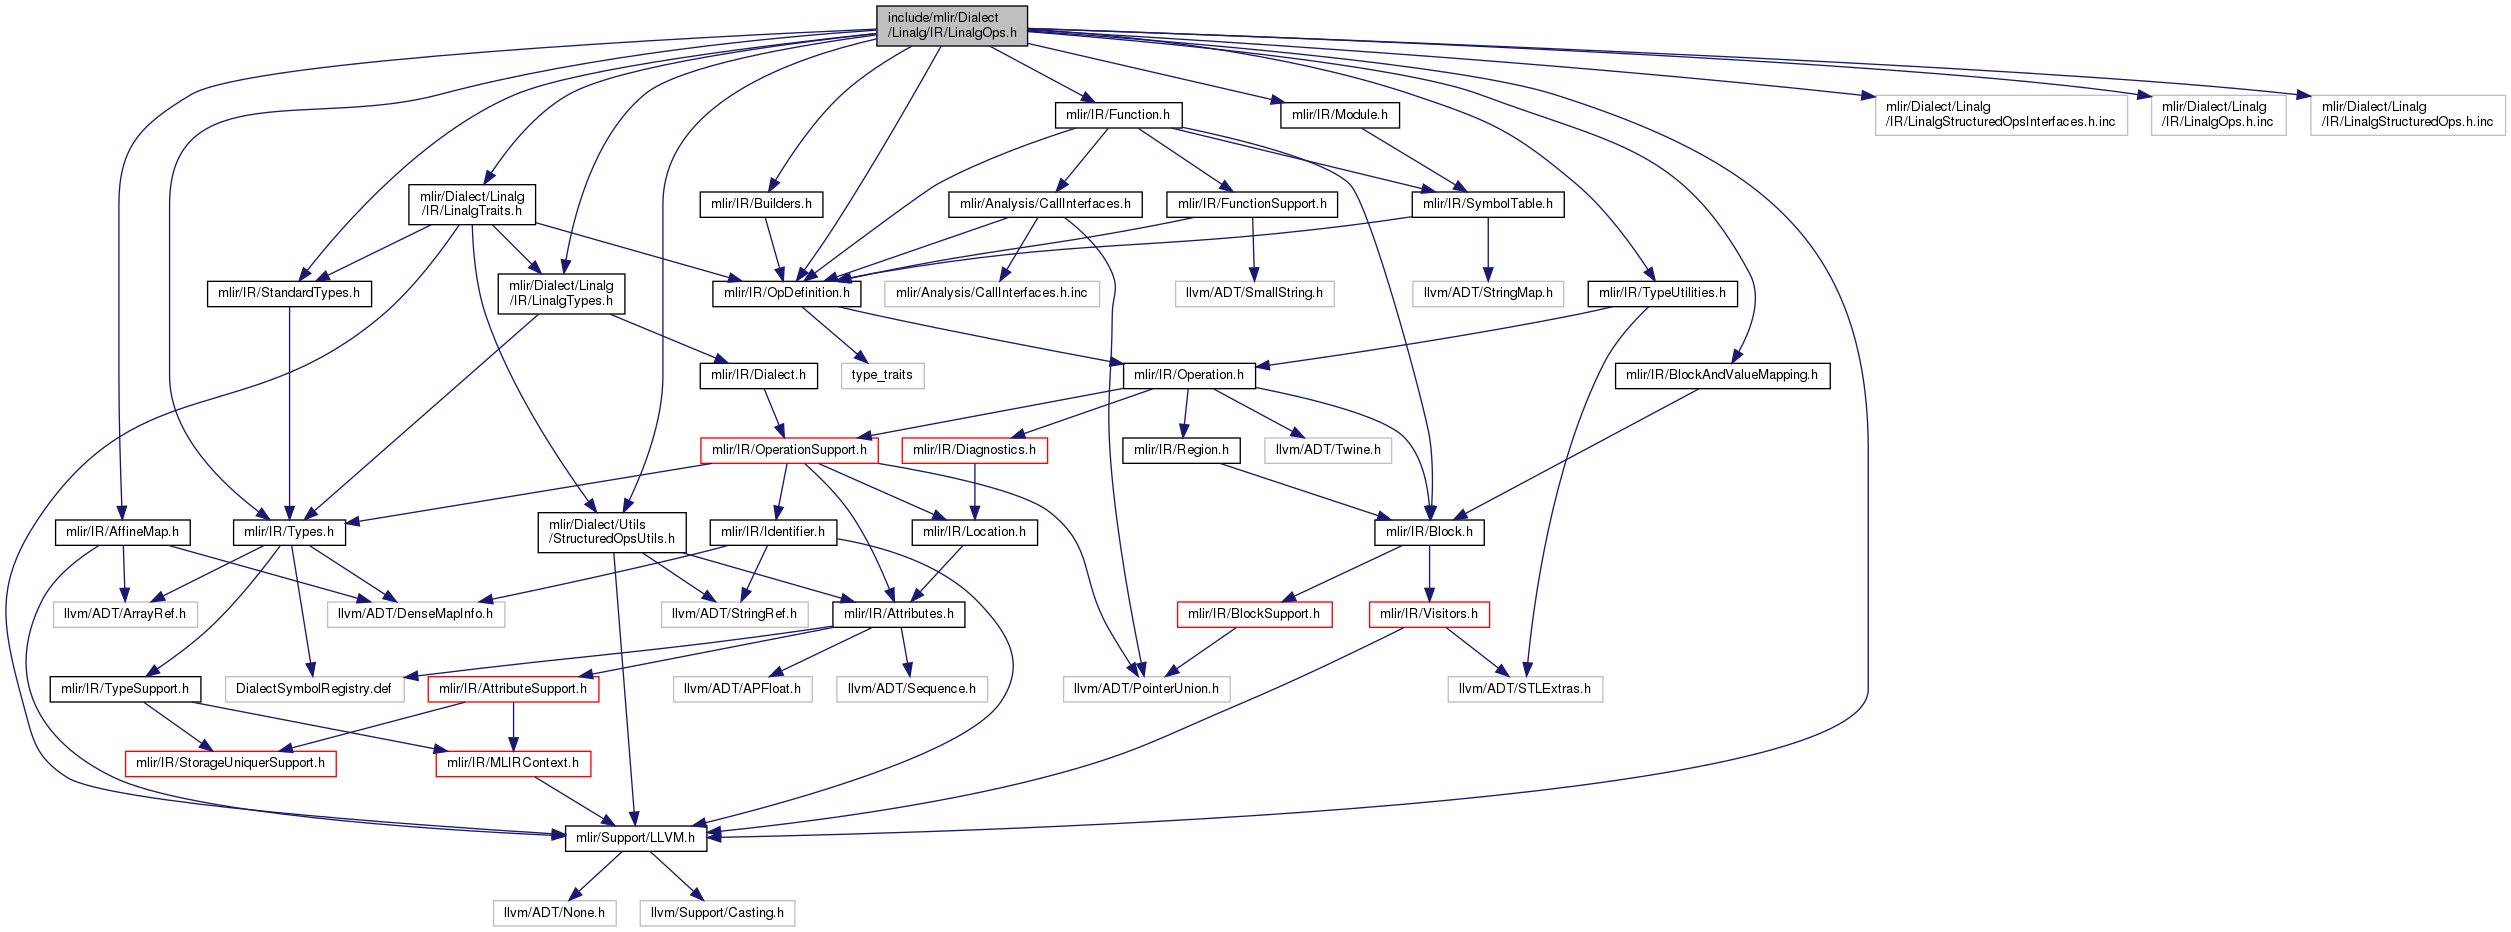 include/mlir/Dialect
/Linalg/IR/LinalgOps.h
mlir/IR/Function.h
mlir/IR/Module.h
mlir/Dialect/Linalg
/IR/LinalgStructuredOpsInterfaces.h.inc
mlir/Dialect/Linalg
/IR/LinalgOps.h.inc
mlir/Dialect/Linalg
/IR/LinalgStructuredOps.h.inc
mlir/Dialect/Linalg
/IR/LinalgTraits.h
mlir/IR/Builders.h
mlir/Analysis/CallInterfaces.h
mlir/IR/FunctionSupport.h
mlir/IR/SymbolTable.h
mlir/IR/StandardTypes.h
mlir/Dialect/Linalg
/IR/LinalgTypes.h
mlir/IR/OpDefinition.h
mlir/Analysis/CallInterfaces.h.inc
llvm/ADT/SmallString.h
llvm/ADT/StringMap.h
mlir/IR/TypeUtilities.h
mlir/IR/Dialect.h
type_traits
mlir/IR/Operation.h
mlir/IR/BlockAndValueMapping.h
mlir/IR/OperationSupport.h
mlir/IR/Diagnostics.h
mlir/IR/Region.h
llvm/ADT/Twine.h
mlir/IR/AffineMap.h
mlir/IR/Types.h
mlir/Dialect/Utils
/StructuredOpsUtils.h
mlir/IR/Identifier.h
mlir/IR/Location.h
mlir/IR/Block.h
llvm/ADT/ArrayRef.h
llvm/ADT/DenseMapInfo.h
llvm/ADT/StringRef.h
mlir/IR/Attributes.h
mlir/IR/BlockSupport.h
mlir/IR/Visitors.h
mlir/IR/TypeSupport.h
DialectSymbolRegistry.def
mlir/IR/AttributeSupport.h
llvm/ADT/APFloat.h
llvm/ADT/Sequence.h
llvm/ADT/PointerUnion.h
llvm/ADT/STLExtras.h
mlir/IR/StorageUniquerSupport.h
mlir/IR/MLIRContext.h
mlir/Support/LLVM.h
llvm/ADT/None.h
llvm/Support/Casting.h